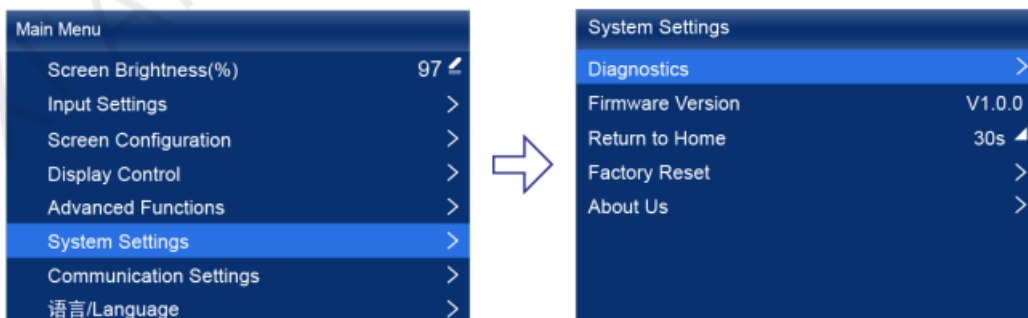 Main Menu
Screen Brightness(%) 97
Input Settings
Screen Configuration
Display Control
Advanced Functions
System Settings
Communication Settings
语言/Language
System Settings
Diagnostics
Firmware Version V1.0.0
Return to Home 30s
Factory Reset
About Us